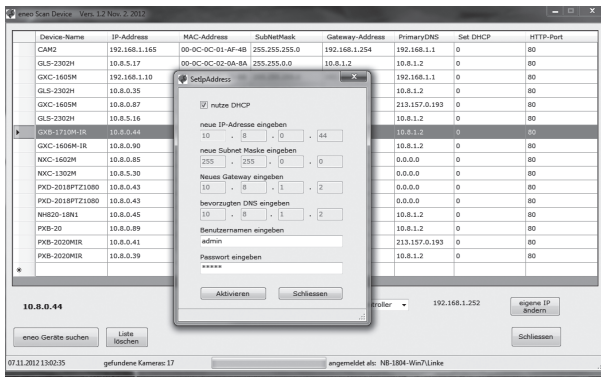 eneo Scan Device Vers. 1.2 Nov. 2. 2012
Device-Name IP-Address MAC-Address SubNetMask Gateway-Address PrimaryDNS Set DHCP HTTP-Port
CAM2 192.168.1.165 00-0C-0C-01-AF-4B 255.255.255.0 192.168.1.254 192.168.1.1 0 80
GLS-2302H 10.8.5.17 00-0C-0C-02-0A-8A 255.255.0.0 10.8.1.2 10.8.1.2 0 80
GXC-1605M 192.168.1.10 192.168.1.1 0 80
GLS-2302H 10.8.0.35 10.8.1.2 0 80
GXC-1605M 10.8.0.87 213.157.0.193 0 80
GLS-2302H 10.8.5.16 10.8.1.2 0 80
GXB-1710M-IR 10.8.0.44 10.8.1.2 0 80
GXC-1606M-IR 10.8.0.90 10.8.1.2 0 80
NXC-1602M 10.8.0.85 0.0.0.0 0 80
NXC-1302M 10.8.5.30 0.0.0.0 0 80
PXD-2018PTZ1080 10.8.0.43 0.0.0.0 0 80
PXD-2018PTZ1080 10.8.0.43 0.0.0.0 0 80
NH820-18N1 10.8.0.45 10.8.1.2 0 80
PXB-20 10.8.0.89 10.8.1.2 0 80
PXB-2020MIR 10.8.0.41 213.157.0.193 0 80
PXB-2020MIR 10.8.0.39 10.8.1.2 0 80
SetIpAddress
nutze DHCP
neue IP-Adresse eingeben
10 . 8 . 0 . 44
neue Subnet Maske eingeben
255 . 255 . 0 . 0
Neues Gateway eingeben
10 . 8 . 1 . 2
bevorzugten DNS eingeben
10 . 8 . 1 . 2
Benutzernamen eingeben
admin
Passwort eingeben
*****
Aktivieren Schliessen
10.8.0.44
troller 192.168.1.252
eigene IP
ändern
eneo Geräte suchen
Liste
löschen
Schliessen
07.11.2012 13:02:35 gefundene Kameras: 17 angemeldet als: NB-1804-Win7\Linke